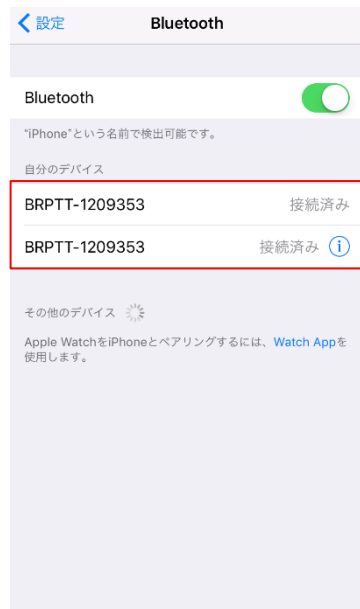 設定 Bluetooth
Bluetooth
“iPhone”という名前で検出可能です。
自分のデバイス
BRPTT-1209353 接続済み
BRPTT-1209353 接続済み
その他のデバイス
Apple WatchをiPhoneとペアリングするには、Watch Appを
使用します。